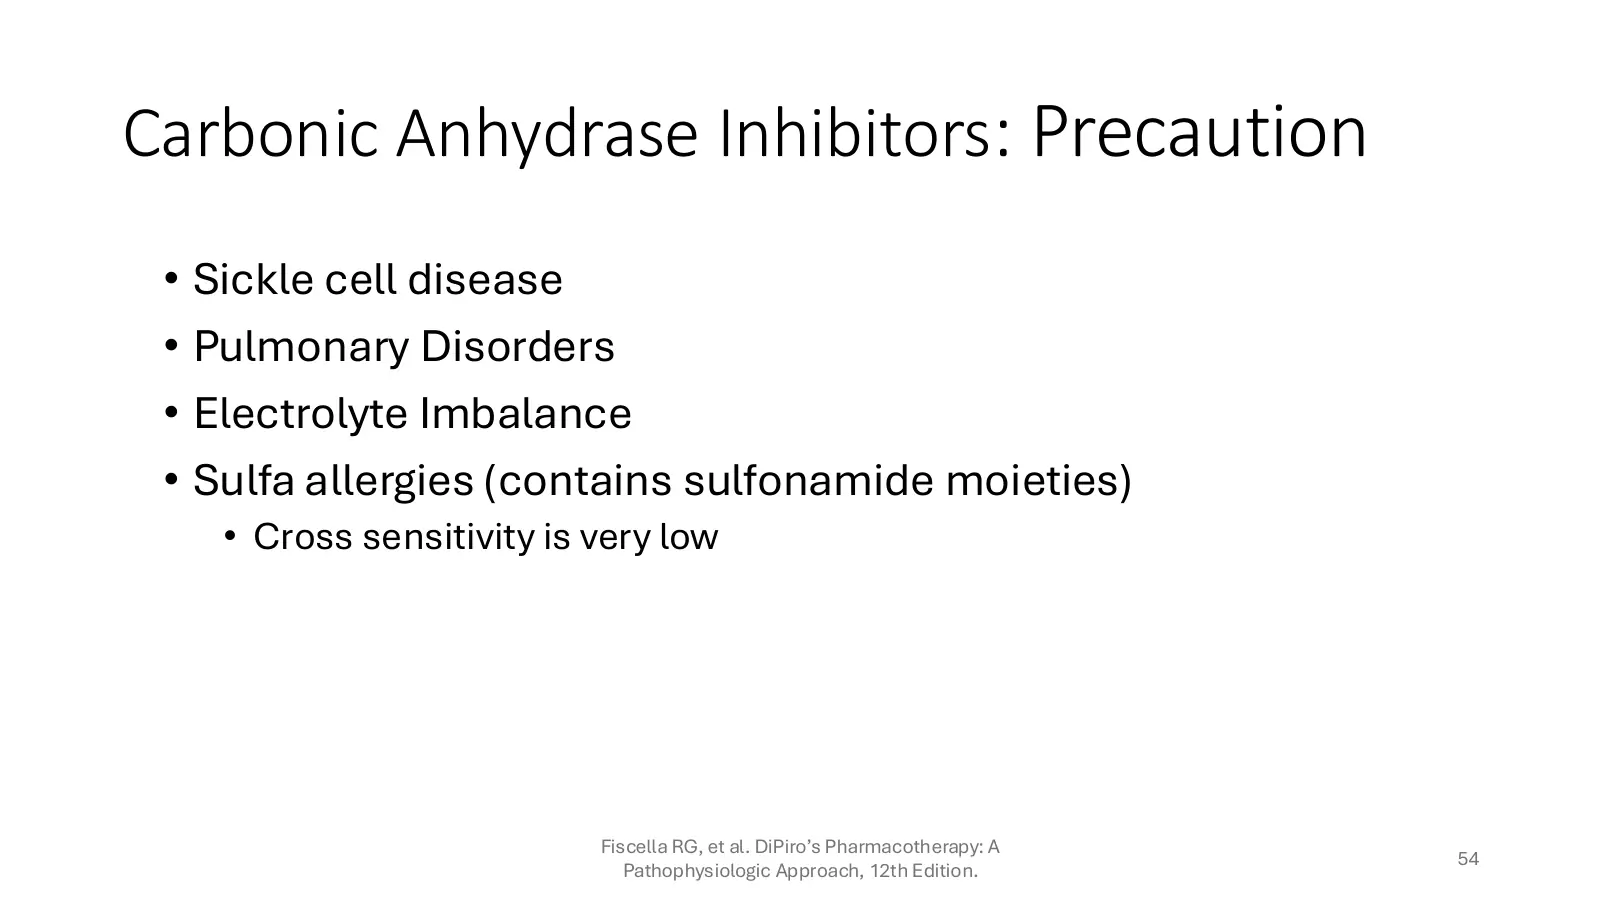 Carbonic Anhydrase Inhibitors: Precaution
• Sickle cell disease
• Pulmonary Disorders
• Electrolyte Imbalance
• Sulfa allergies (contains sulfonamide moieties)
• Cross sensitivity is very low
Fiscella RG, et al. DiPiro’s Pharmacotherapy: A
Pathophysiologic Approach, 12th Edition.
54